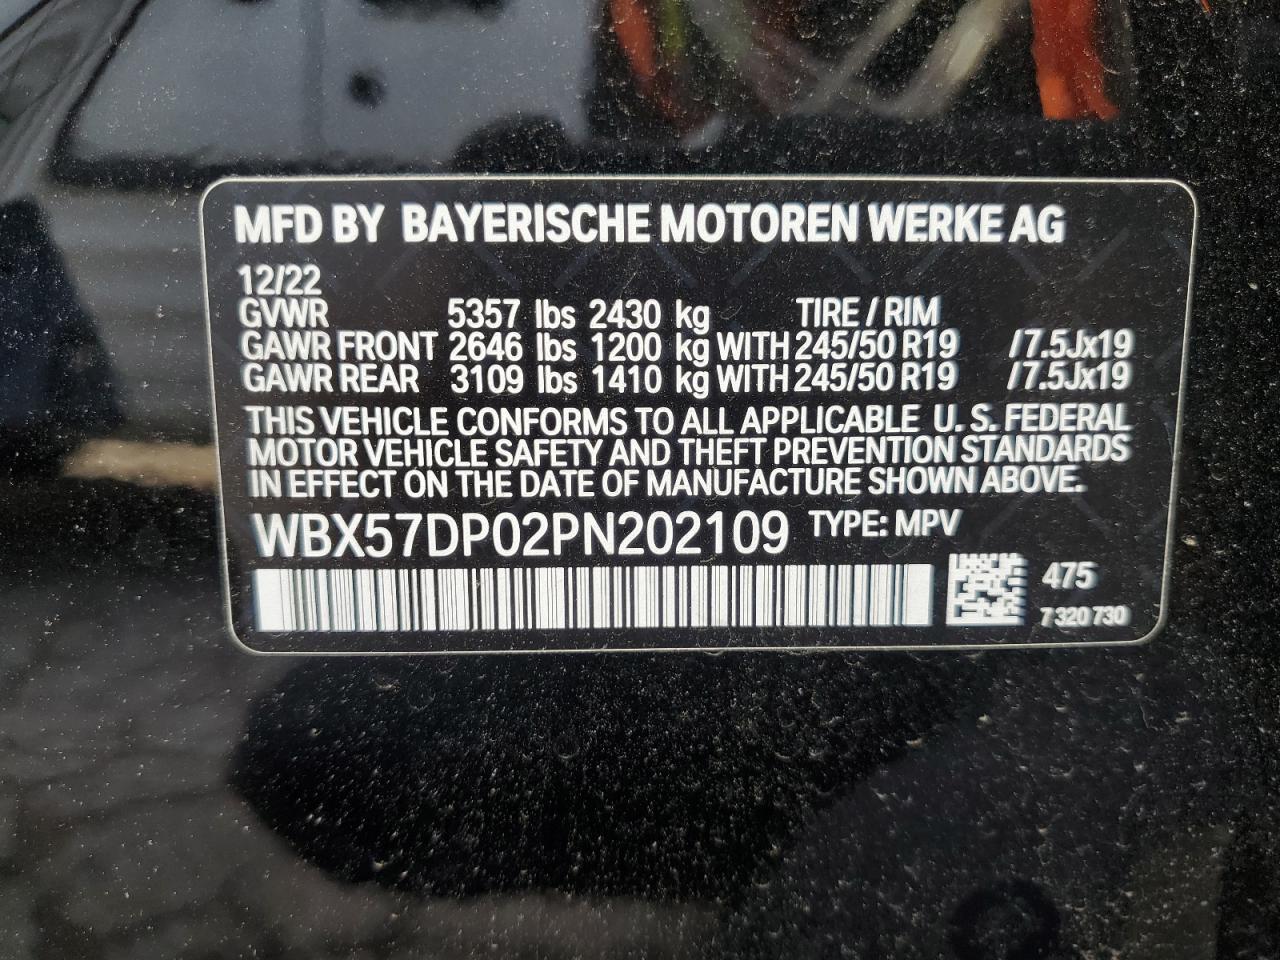 MFD BY BAYERISCHE MOTOREN WERKE AG
12/22
GVWR 5357 lbs 2430 kg TIRE / RIM
GAWR FRONT 2646 lbs 1200 kg WITH 245/50 R19 /7.5Jx19
GAWR REAR 3109 lbs 1410 kg WITH 245/50 R19 /7.5Jx19
THIS VEHICLE CONFORMS TO ALL APPLICABLE U. S. FEDERAL
MOTOR VEHICLE SAFETY AND THEFT PREVENTION STANDARDS
IN EFFECT ON THE DATE OF MANUFACTURE SHOWN ABOVE.
WBX57DP02PN202109 TYPE: MPV
475
7 320 730